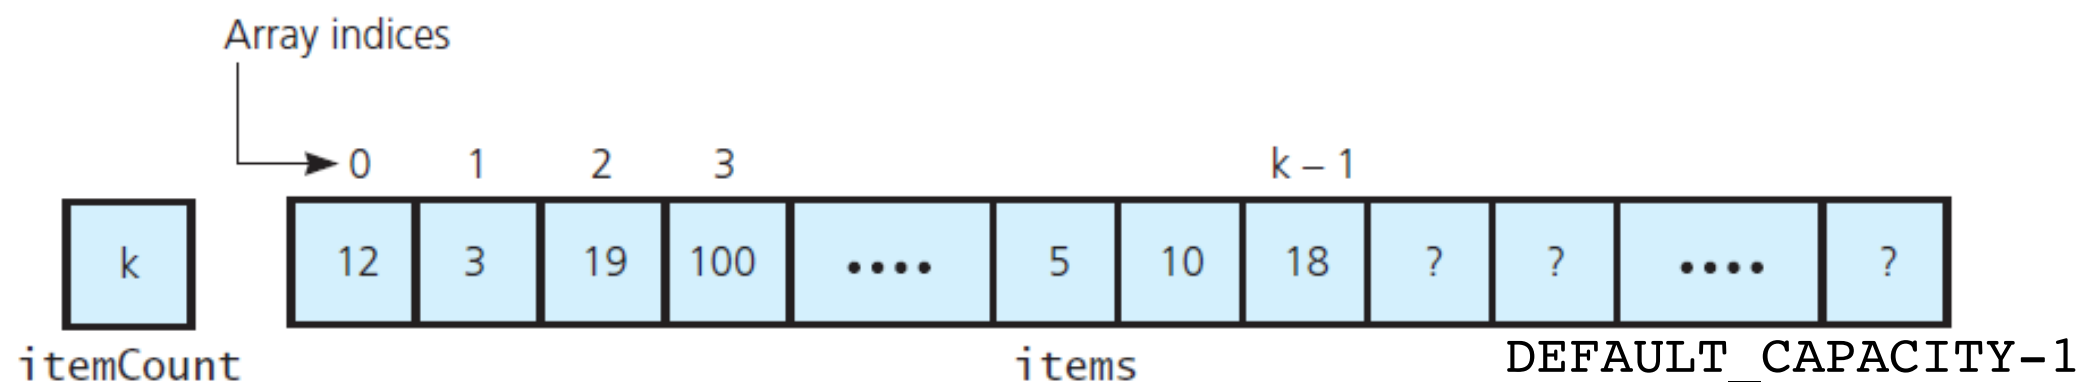 Array indices
0 1 2 3 k – 1
k 12 3 19 100 •••• 5 10 18 ? ? •••• ?
itemCount items DEFAULT_CAPACITY-1